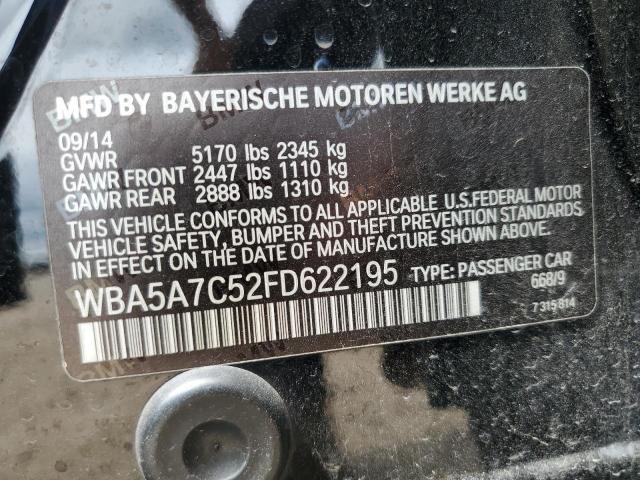 MFD BY BAYERISCHE MOTOREN WERKE AG
09/14
GVWR 5170 lbs 2345 kg
GAWR FRONT 2447 lbs 1110 kg
GAWR REAR 2888 lbs 1310 kg
THIS VEHICLE CONFORMS TO ALL APPLICABLE U.S.FEDERAL MOTOR
VEHICLE SAFETY, BUMPER AND THEFT PREVENTION STANDARDS
IN EFFECT ON THE DATE OF MANUFACTURE SHOWN ABOVE.
WBA5A7C52FD622195 TYPE: PASSENGER CAR
668/9
7 315 814